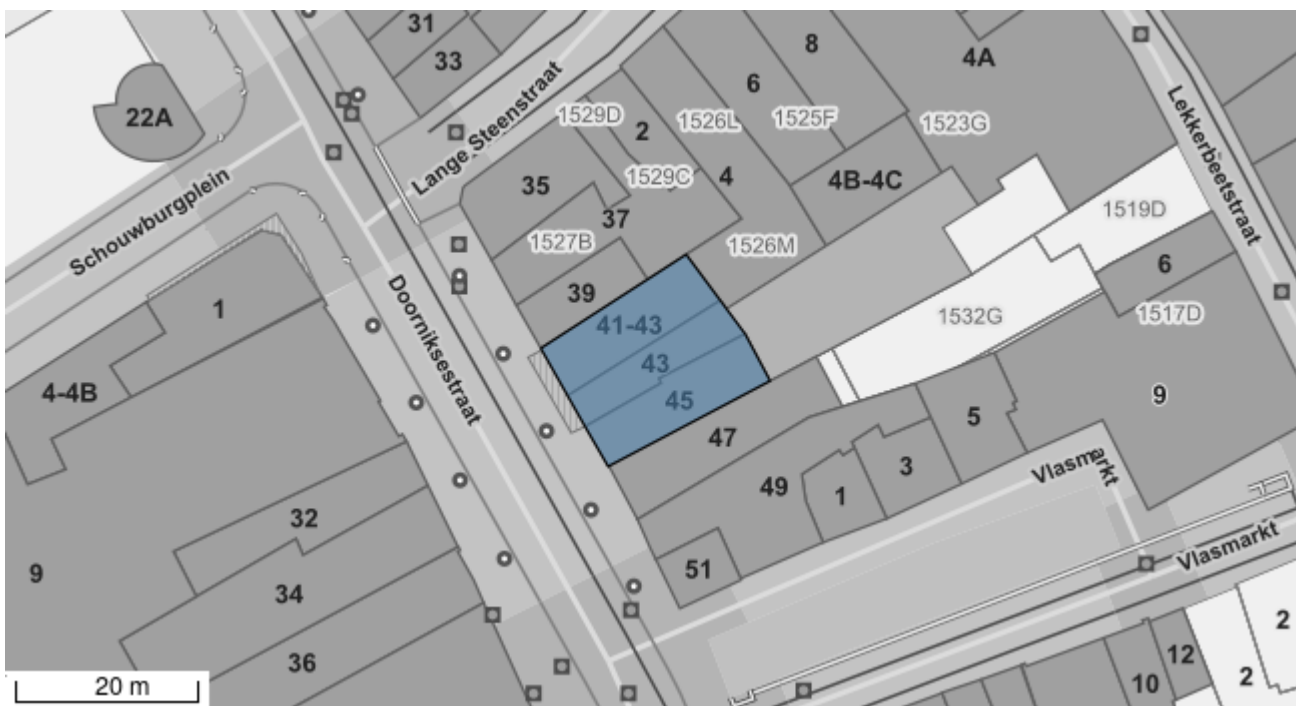 31
33
8
4A
22A
Lange Steenstraat
1529D
2
1526L
6
1525F
1523G
Lekkerbeetstraat
35
1529C
4
4B-4C
Schouwburgplein
37
1527B
1526M
1519D
6
1
39
Doorniksestraat
41-43
1532G
1517D
43
4-4B
45
47
5
9
49
3
1
Vlasmarkt
32
9
34
51
Vlasmarkt
36
12
2
10
2
20 m